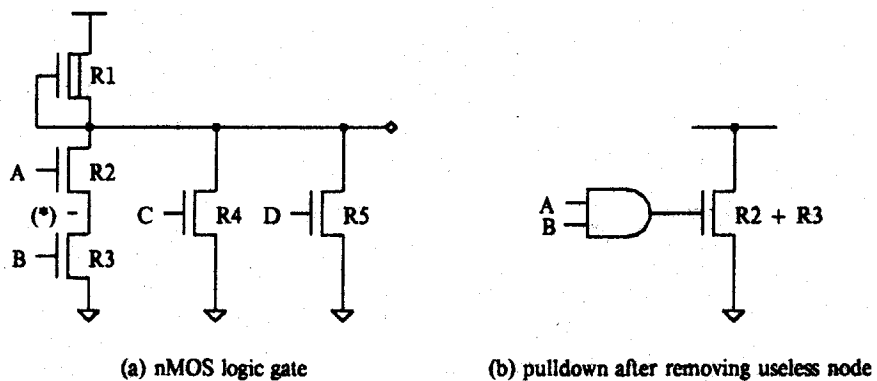 R1
A
R2
(*)
C
R4
D
R5
B
R3
A
B
R2 + R3
(a) nMOS logic gate
(b) pulldown after removing useless node